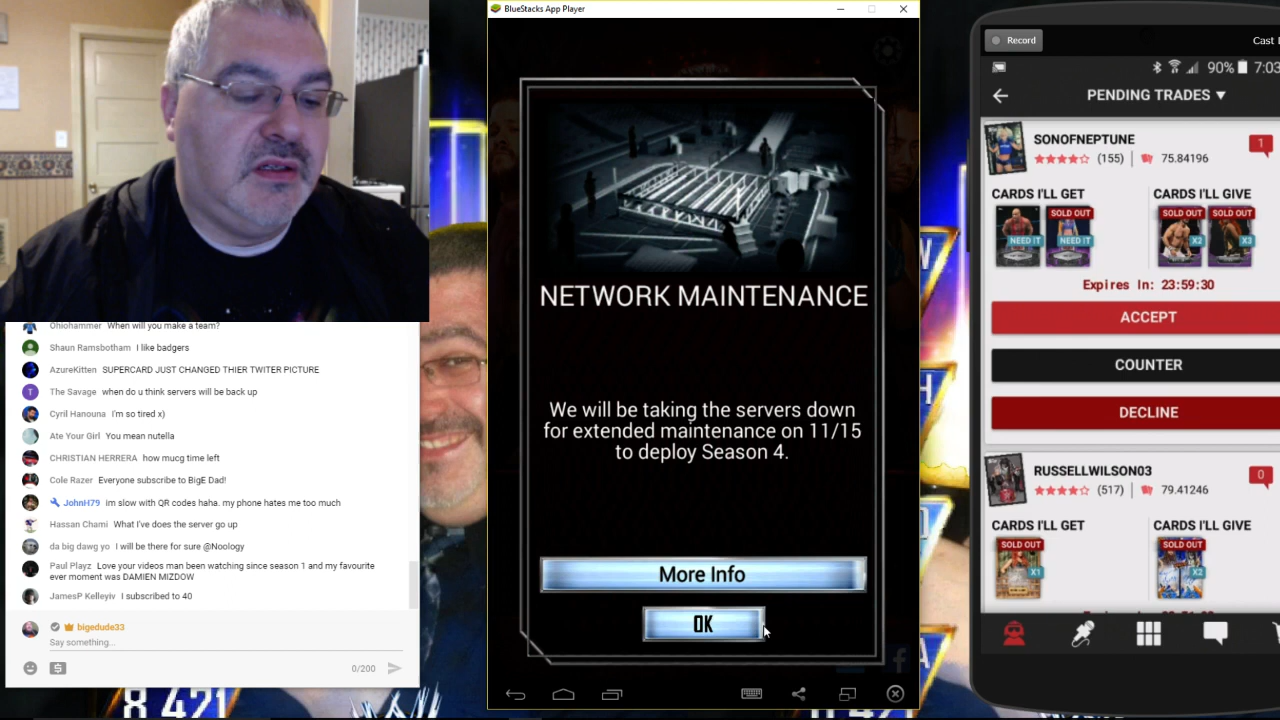 BlueStacks App Player
NETWORK MAINTENANCE
We will be taking the servers down
for extended maintenance on 11/15
to deploy Season 4.
More Info
OK
Ohiohammer When will you make a team?
Shaun Ramsbotham I like badgers
AzureKitten SUPERCARD JUST CHANGED THIER TWITER PICTURE
T The Savage when do u think servers will be back up
Cyril Hanouna I'm so tired x)
Ate Your Girl You mean nutella
CHRISTIAN HERRERA how mucg time left
Cole Razer Everyone subscribe to BigE Dad!
JohnH79 im slow with QR codes haha. my phone hates me too much
Hassan Chami What I've does the server go up
da big dawg yo I will be there for sure @Noology
Paul Playz Love your videos man been watching since season 1 and my favourite
ever moment was DAMIEN MIZDOW
JamesP Kelleyiv I subscribed to 40
bigedude33
Say something...
0/200
8.421
Record
Cast
90% 7:03
PENDING TRADES
SONOFNEPTUNE 1
(155) 75.84196
CARDS I'LL GET CARDS I'LL GIVE
SOLD OUT SOLD OUT SOLD OUT
NEED IT NEED IT X2 X3
Expires In: 23:59:30
ACCEPT
COUNTER
DECLINE
RUSSELLWILSON03 0
(517) 79.41246
CARDS I'LL GET CARDS I'LL GIVE
SOLD OUT SOLD OUT
X1 X2